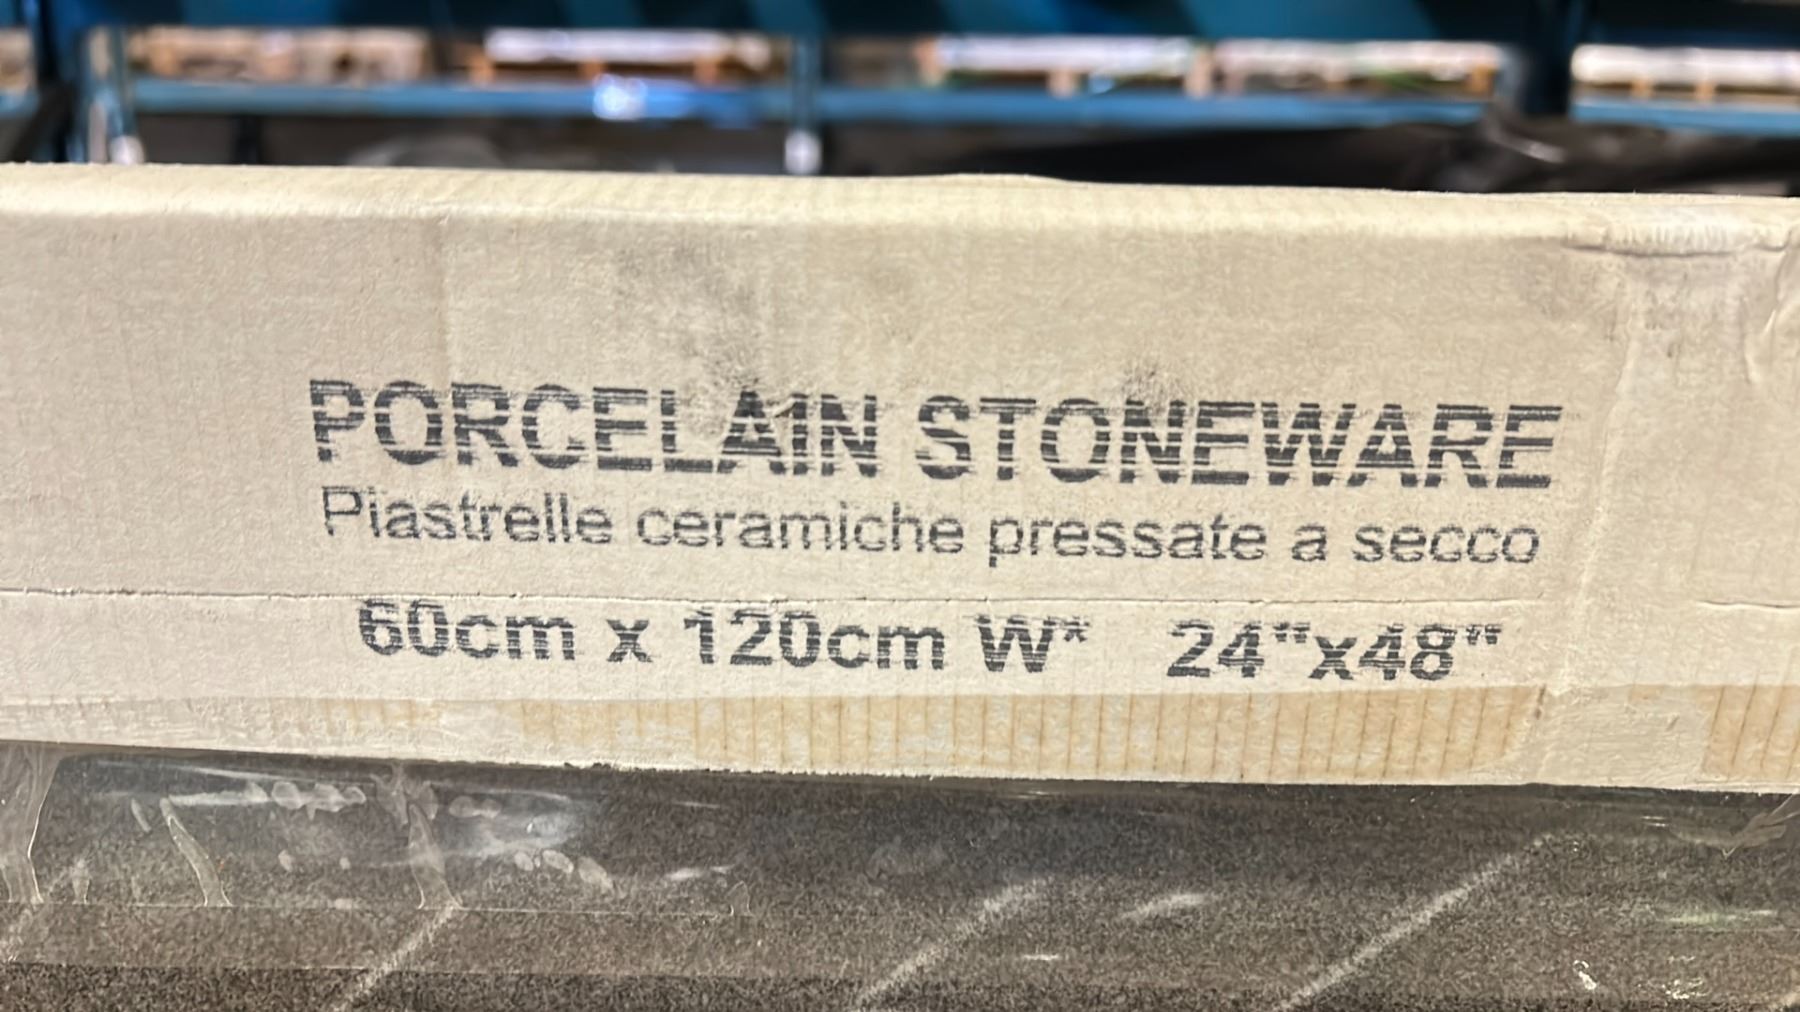 PORCELAIN STONEWARE
Piastrelle ceramiche pressate a secco
60cm x 120cm W* 24"x48"